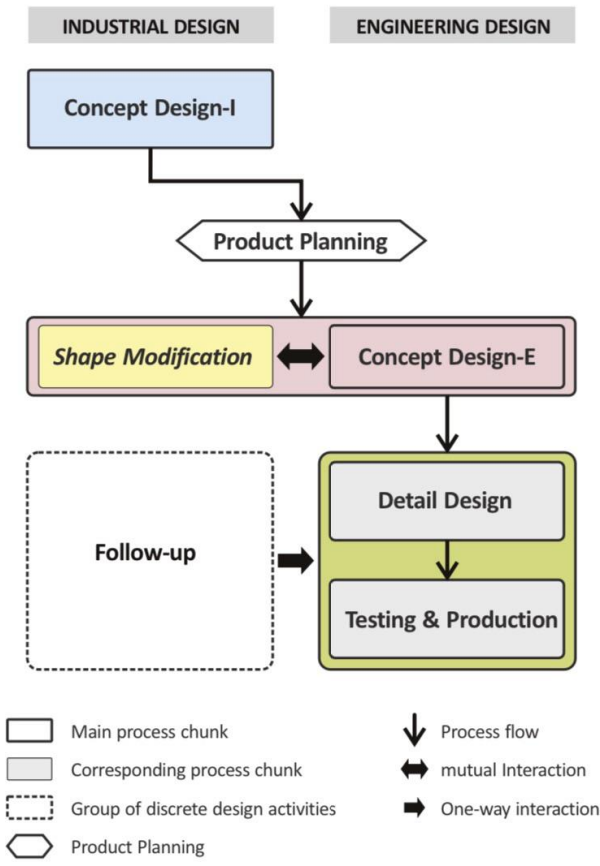 INDUSTRIAL DESIGN
ENGINEERING DESIGN
Concept Design-I
Product Planning
Shape Modification
Concept Design-E
Detail Design
Follow-up
Testing & Production
Main process chunk
Process flow
Corresponding process chunk
mutual Interaction
Group of discrete design activities
One-way interaction
Product Planning